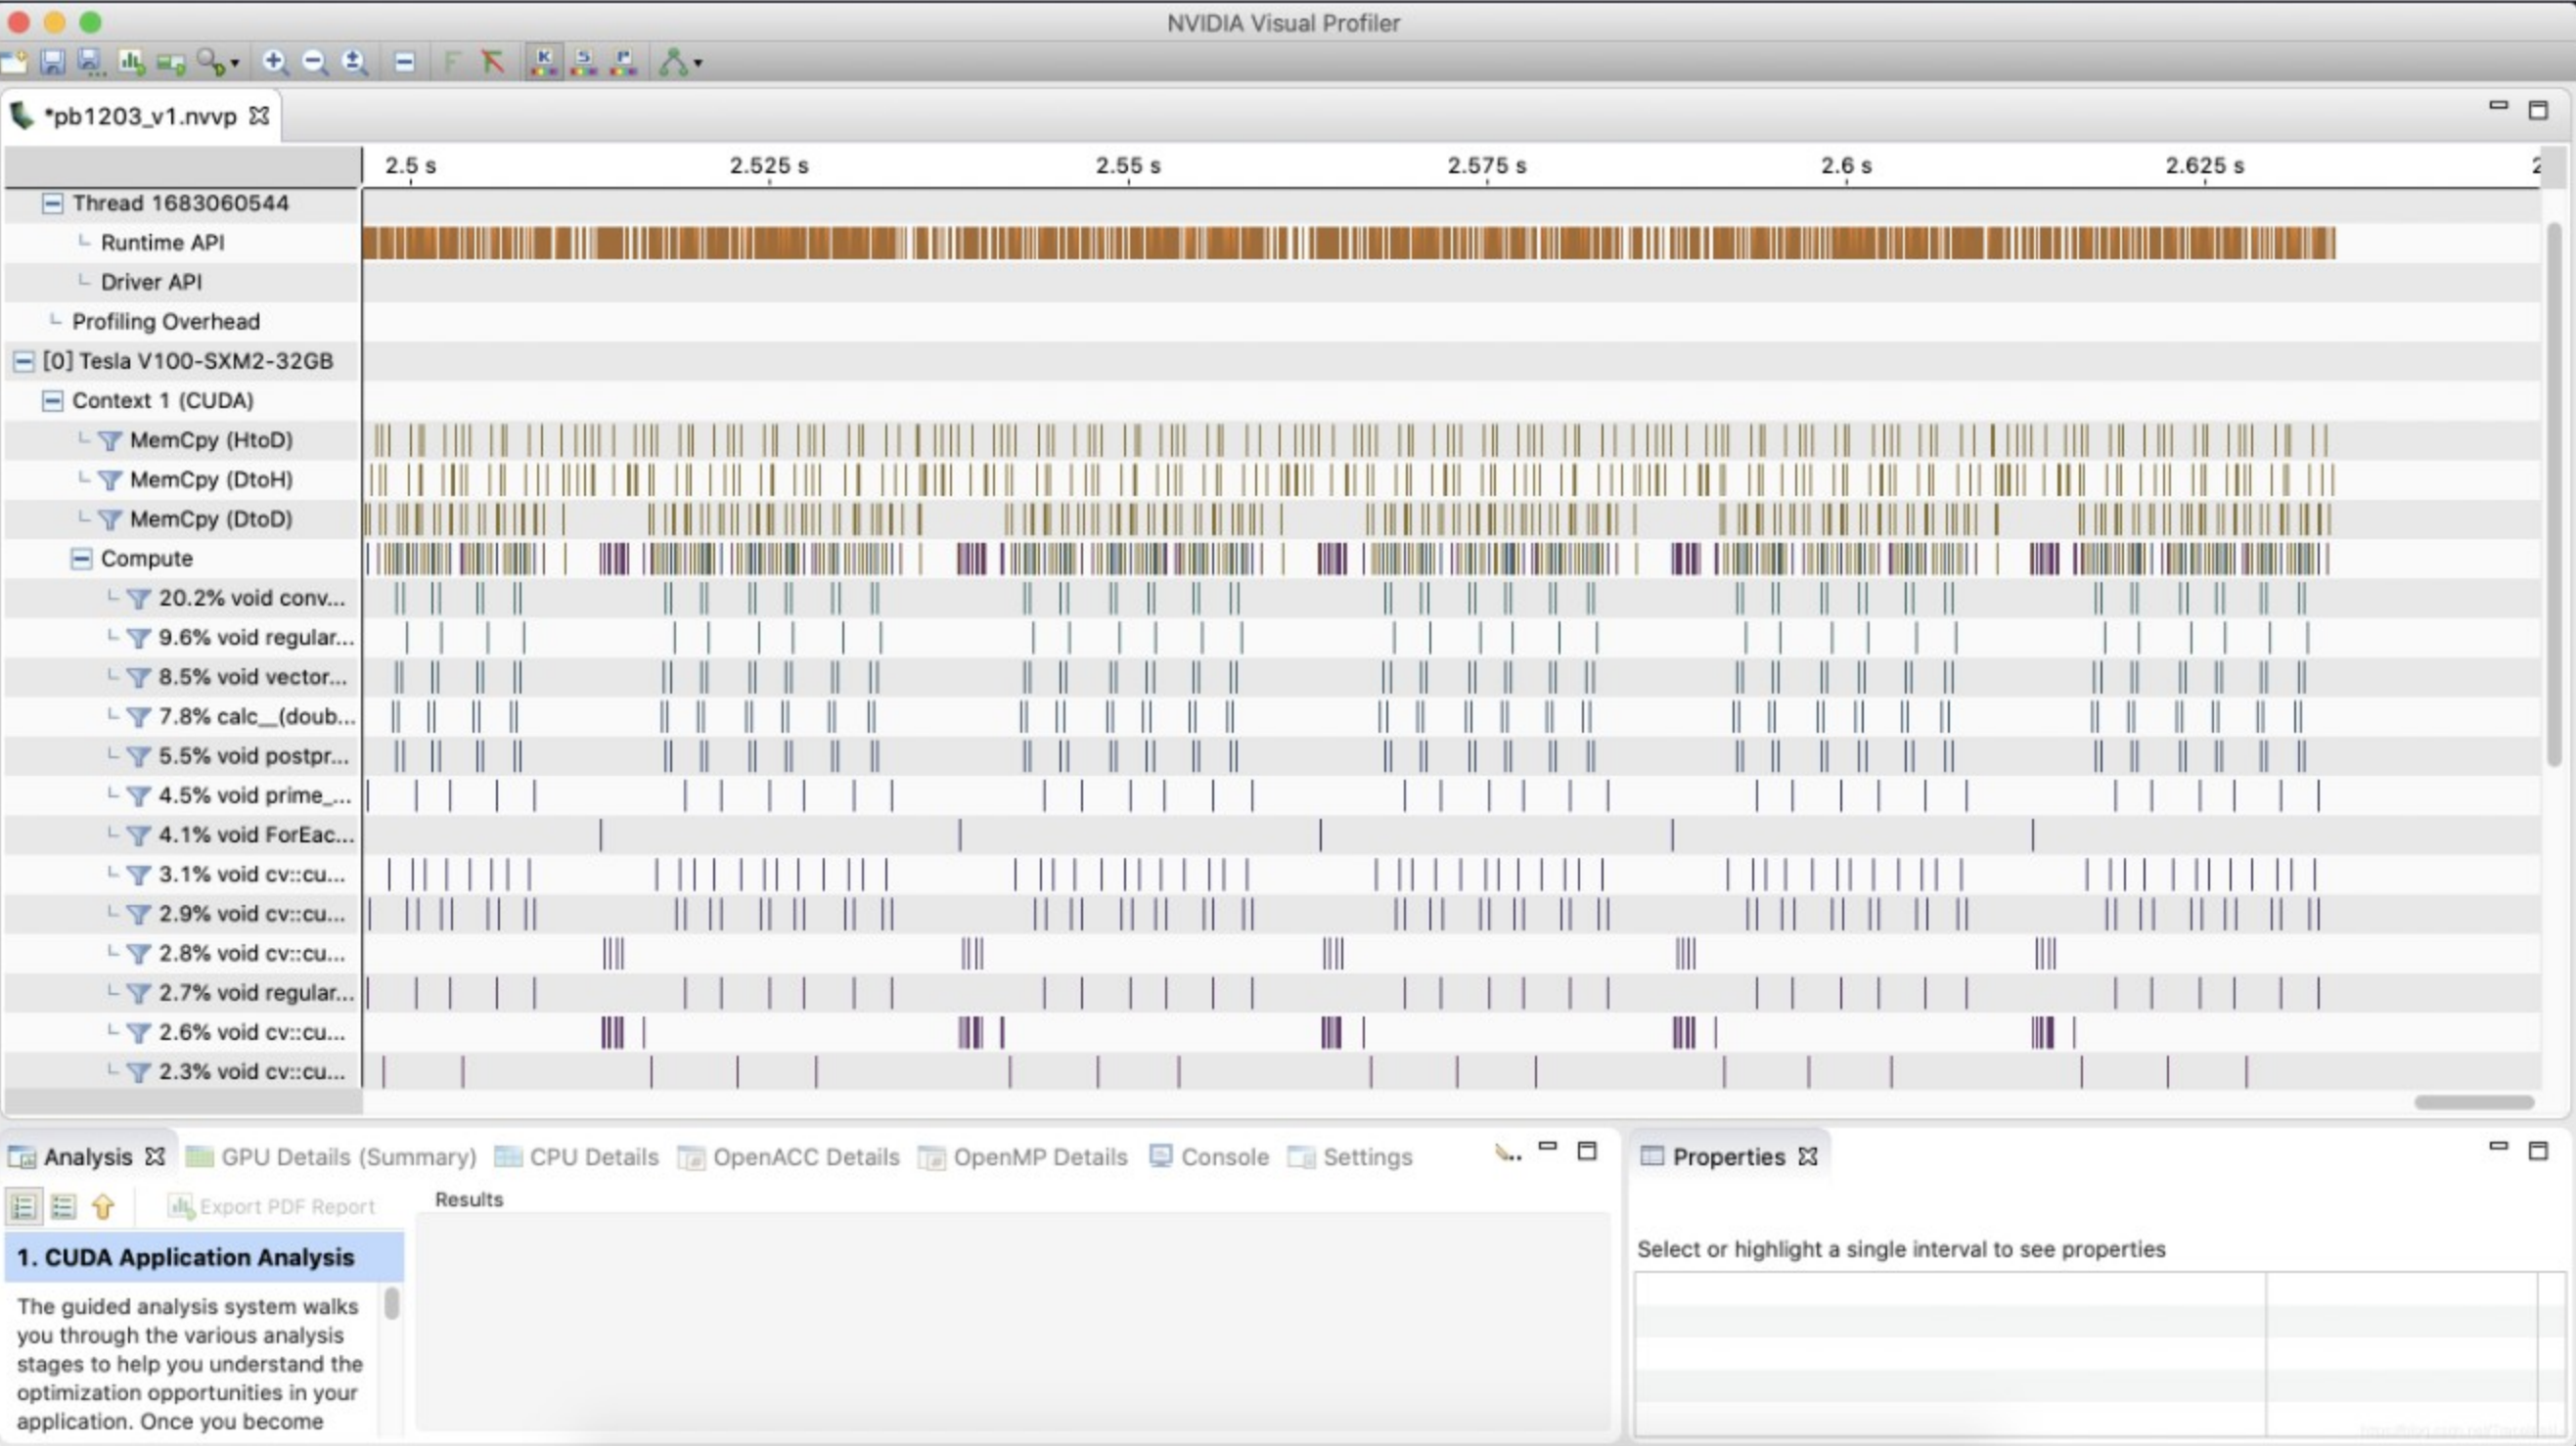 NVIDIA Visual Profiler
K S P
*pb1203_v1.nvvp
2.5 s 2.525 s 2.55 s 2.575 s 2.6 s 2.625 s 2
Thread 1683060544
Runtime API
Driver API
Profiling Overhead
[0] Tesla V100-SXM2-32GB
Context 1 (CUDA)
MemCpy (HtoD)
MemCpy (DtoH)
MemCpy (DtoD)
Compute
20.2% void conv...
9.6% void regular...
8.5% void vector...
7.8% calc__(doub...
5.5% void postpr...
4.5% void prime_...
4.1% void ForEac...
3.1% void cv::cu...
2.9% void cv::cu...
2.8% void cv::cu...
2.7% void regular...
2.6% void cv::cu...
2.3% void cv::cu...
Analysis GPU Details (Summary) CPU Details OpenACC Details OpenMP Details Console Settings
Export PDF Report
1. CUDA Application Analysis
The guided analysis system walks
you through the various analysis
stages to help you understand the
optimization opportunities in your
application. Once you become
Results
Properties
Select or highlight a single interval to see properties